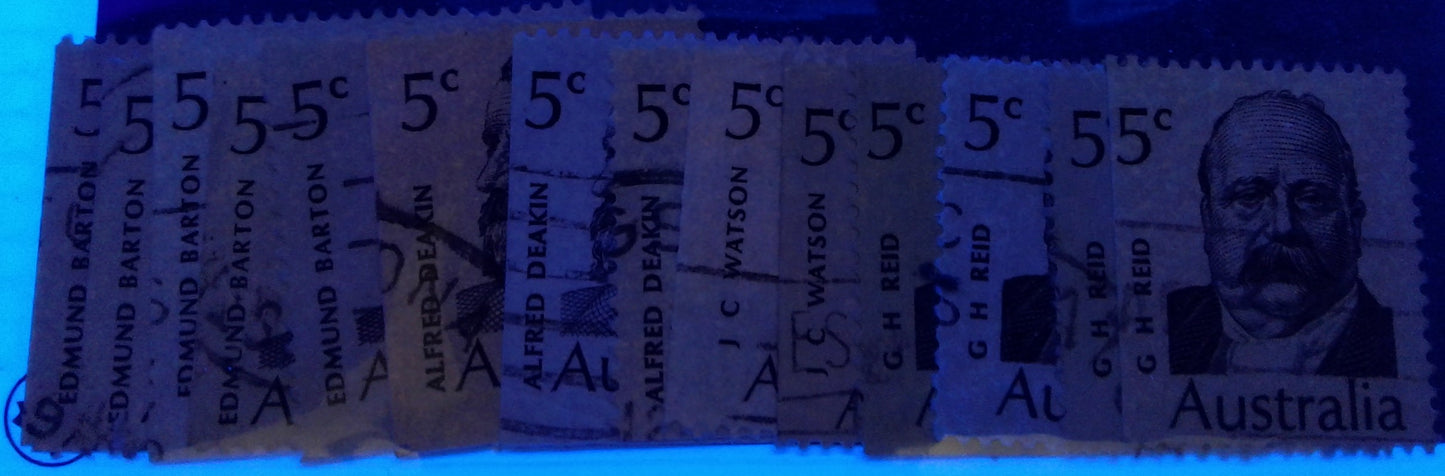 5
EDMUND BARTON
5
EDMUND BARTON
5
EDMUND BARTON
5
EDMUND BARTON
A
5c
EDMUND BARTON
A
5c
ALFRED DEAKIN
A
5c
ALFRED DEAKIN
Au
5c
ALFRED DEAKIN
5c
J C WATSON
A
5c
J C WATSON
A
5c
G H REID
A
5c
G H REID
Au
5
G H REID
5c
G H REID
Australia